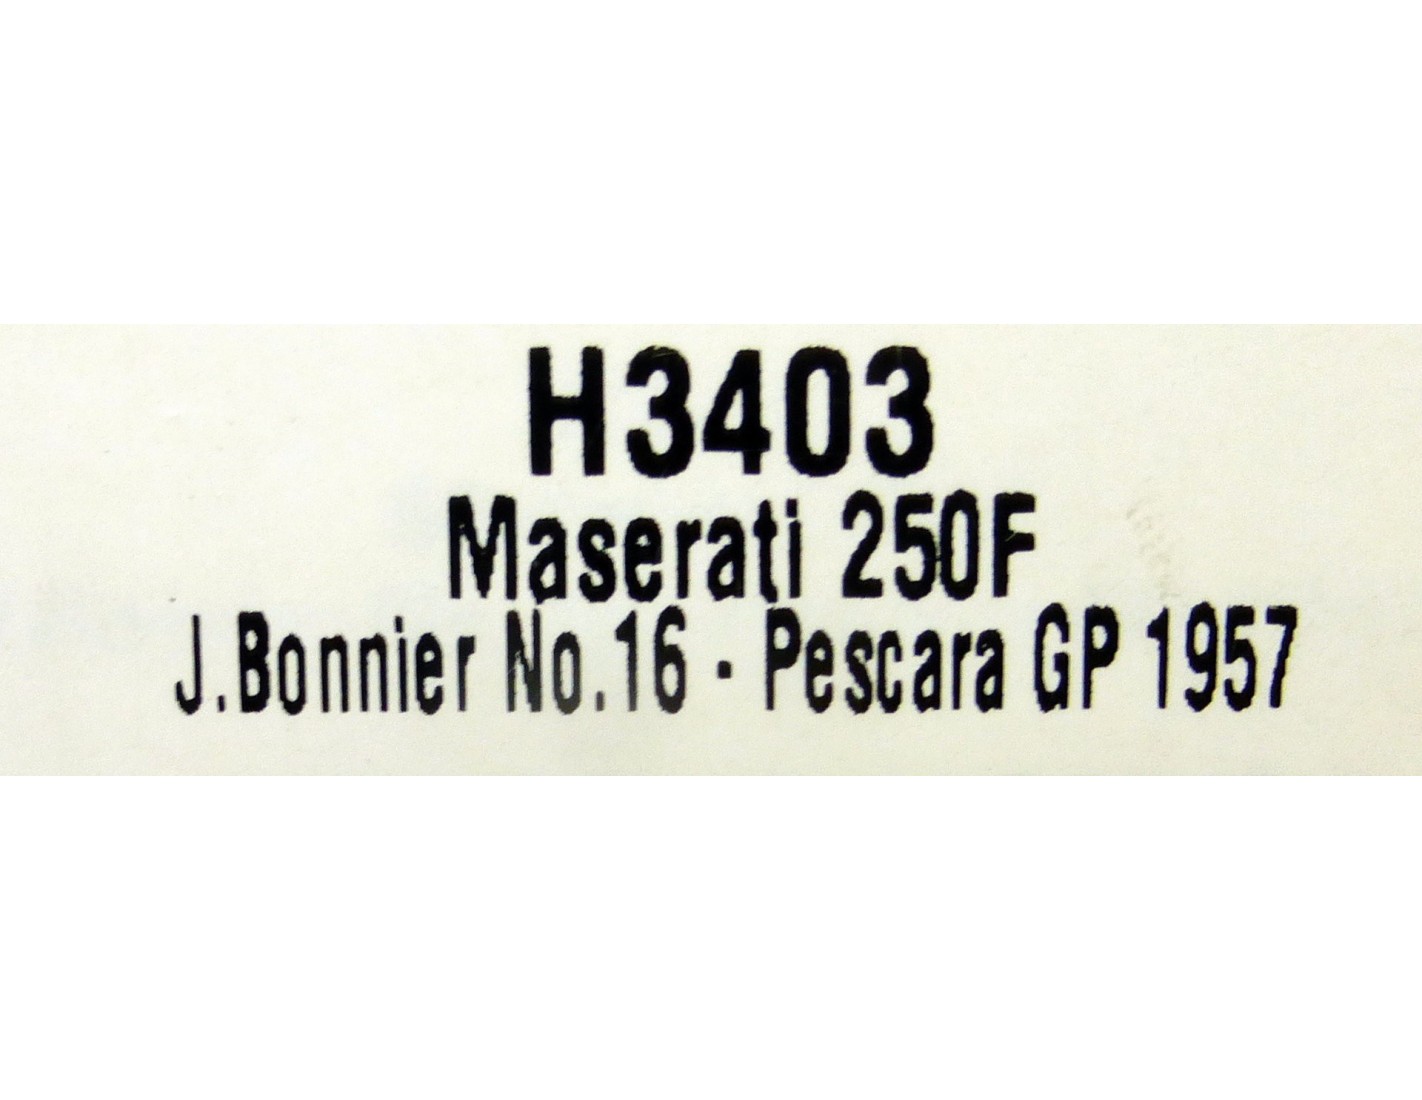 H3403
Maserati 250F
J.Bonnier No.16 - Pescara GP 1957